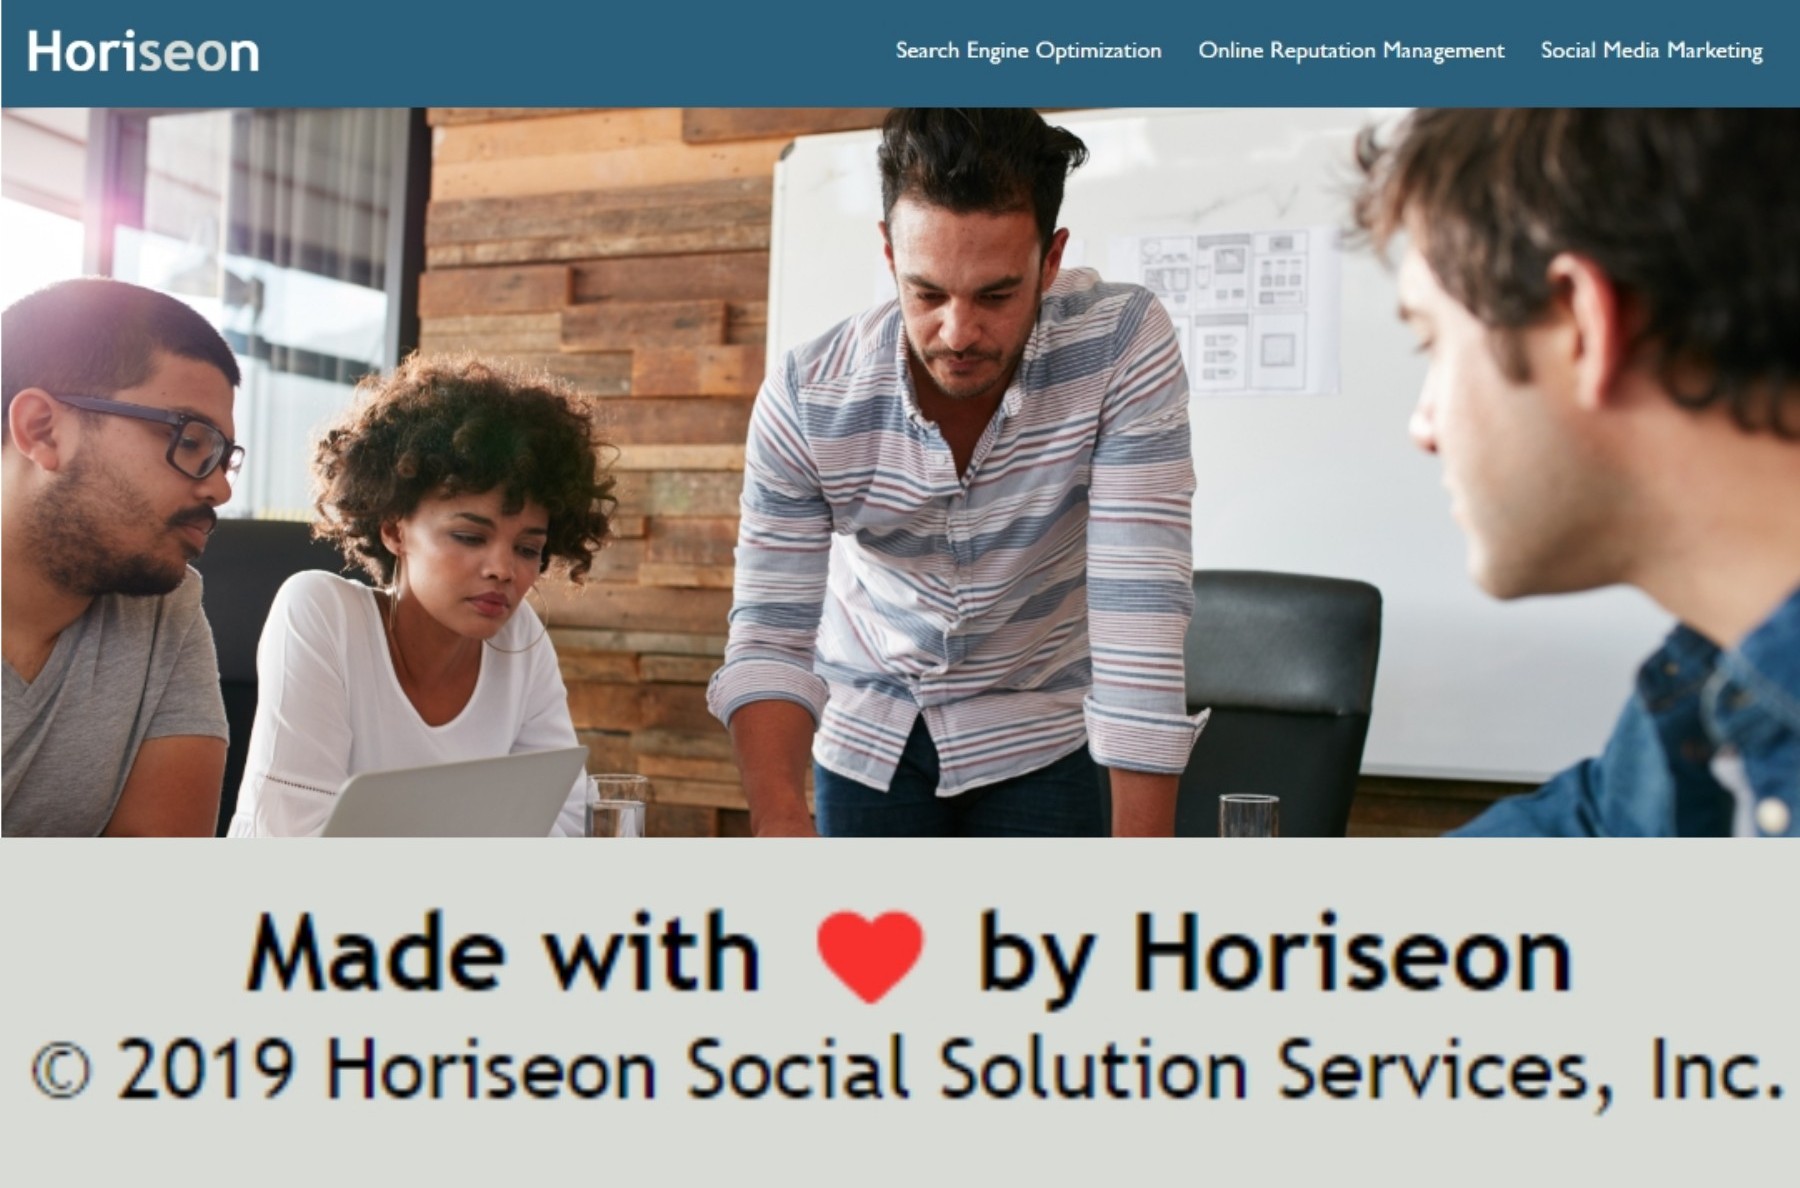 Horiseon
Search Engine Optimization Online Reputation Management Social Media Marketing
Made with ❤ by Horiseon
© 2019 Horiseon Social Solution Services, Inc.